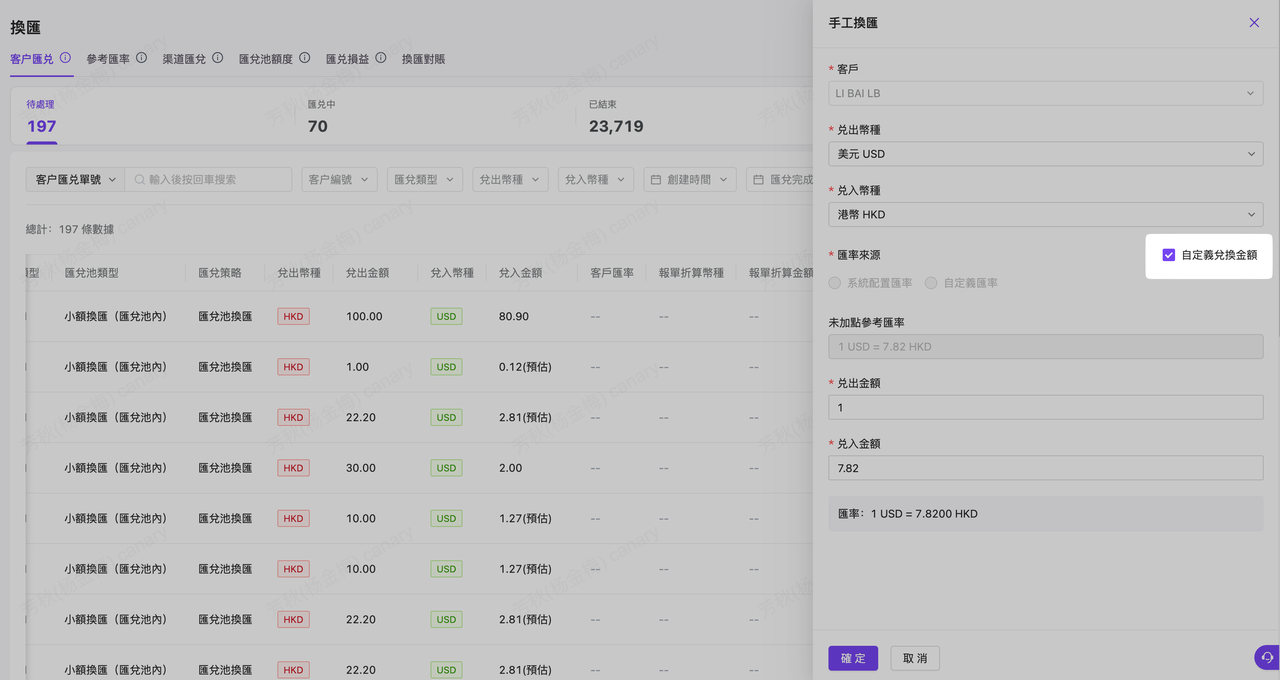 換匯
客户匯兑 參考匯率 渠道匯兌 匯兌池額度 匯兑損益 換匯對賬
待處理 匯兌中 已結束
197 70 23,719
客户匯兌單號 輸入後按回車搜索 客户編號 匯兌類型 兌出幣種 兌入幣種 創建時間 匯兌完成
總計： 197 條數據
類型 匯兌池類型 匯兌策略 兌出幣種 兌出金額 兌入幣種 兌入金額 客戶匯率 報單折算幣種 報單折算金額
小額換匯（匯兌池內） 匯兌池換匯 HKD 100.00 USD 80.90 -- -- --
小額換匯（匯兌池內） 匯兌池換匯 HKD 1.00 USD 0.12(預估) -- -- --
小額換匯（匯兌池內） 匯兌池換匯 HKD 22.20 USD 2.81(預估) -- -- --
小額換匯（匯兌池內） 匯兌池換匯 HKD 30.00 USD 2.00 -- -- --
小額換匯（匯兌池內） 匯兌池換匯 HKD 10.00 USD 1.27(預估) -- -- --
小額換匯（匯兌池內） 匯兌池換匯 HKD 10.00 USD 1.27(預估) -- -- --
小額換匯（匯兌池內） 匯兌池換匯 HKD 22.20 USD 2.81(預估) -- -- --
小額換匯（匯兌池內） 匯兌池換匯 HKD 22.20 USD 2.81(預估) -- -- --
手工換匯
* 客戶
LI BAI LB
* 兌出幣種
美元 USD
* 兌入幣種
港幣 HKD
* 匯率來源
自定義兌換金額
系統配置匯率 自定義匯率
未加點參考匯率
1 USD = 7.82 HKD
* 兌出金額
1
* 兌入金額
7.82
匯率： 1 USD = 7.8200 HKD
確 定 取 消